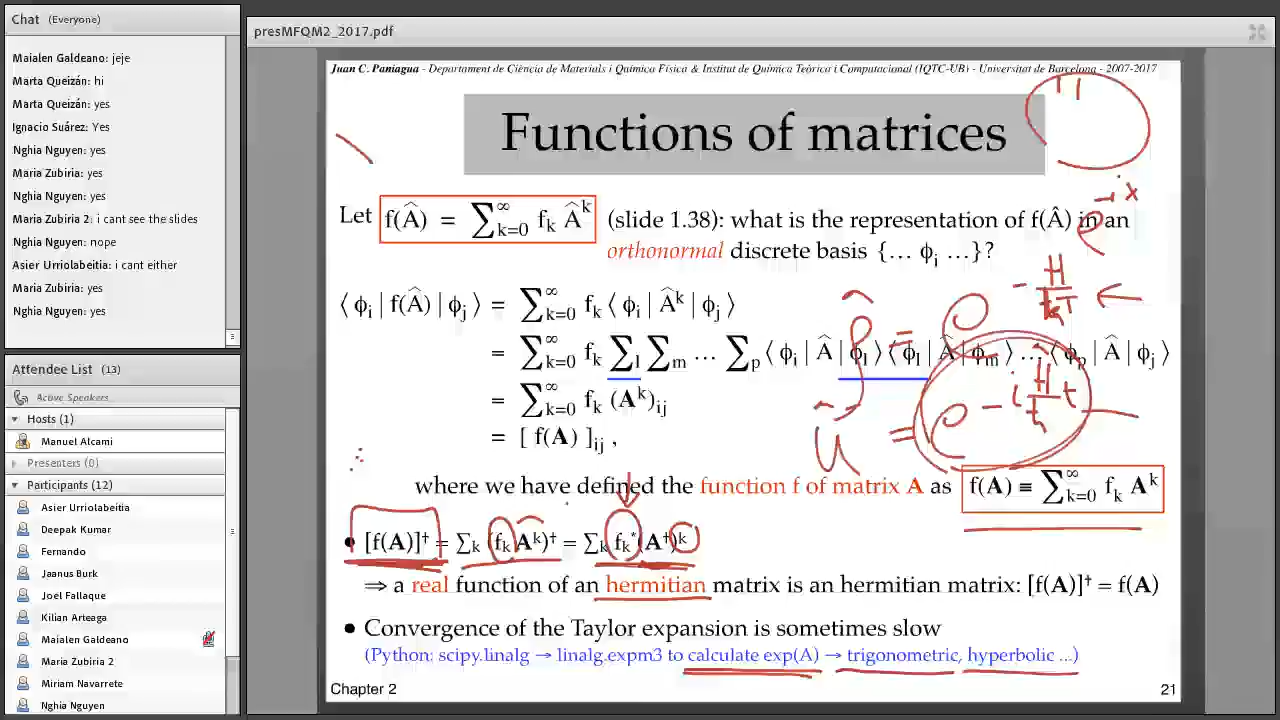 Chat (Everyone)
Maialen Galdeano: jeje
Marta Queizán: hi
Marta Queizán: yes
Ignacio Suárez: Yes
Nghia Nguyen: yes
Maria Zubiria: yes
Nghia Nguyen: yes
Maria Zubiria 2: i cant see the slides
Nghia Nguyen: nope
Asier Urriolabeitia: i cant either
Maria Zubiria: yes
Nghia Nguyen: yes
Attendee List (13)
Active Speakers
Hosts (1)
Manuel Alcami
Presenters (0)
Participants (12)
Asier Urriolabeitia
Deepak Kumar
Fernando
Jaanus Burk
Joel Fallaque
Kilian Arteaga
Maialen Galdeano
Maria Zubiria 2
Miriam Navarrete
Nghia Nguyen
presMFQM2_2017.pdf
Juan C. Paniagua - Departament de Ciència de Materials i Química Física & Institut de Química Teòrica i Computacional (IQTC-UB) - Universitat de Barcelona - 2007-2017
Functions of matrices
Let f(Â) = ∑k=0^∞ fk Â^k (slide 1.38): what is the representation of f(Â) in an
orthonormal discrete basis {… ϕi …}?
⟨ ϕi | f(Â) | ϕj ⟩ = ∑k=0^∞ fk ⟨ ϕi | Â^k | ϕj ⟩
= ∑k=0^∞ fk ∑l ∑m … ∑p ⟨ ϕi | Â | ϕl ⟩⟨ ϕl | Â | ϕm ⟩ … ⟨ ϕp | Â | ϕj ⟩
= ∑k=0^∞ fk (A^k)ij
= [ f(A) ]ij ,
e^-ix
ρ̂ = e^-H/kT
Û = e^-i Ĥ/ħ t
where we have defined the function f of matrix A as f(A) ≡ ∑k=0^∞ fk A^k
• [f(A)]† = ∑k (fk A^k)† = ∑k fk* (A†)^k
⇒ a real function of an hermitian matrix is an hermitian matrix: [f(A)]† = f(A)
• Convergence of the Taylor expansion is sometimes slow
(Python: scipy.linalg → linalg.expm3 to calculate exp(A) → trigonometric, hyperbolic ...)
Chapter 2
21